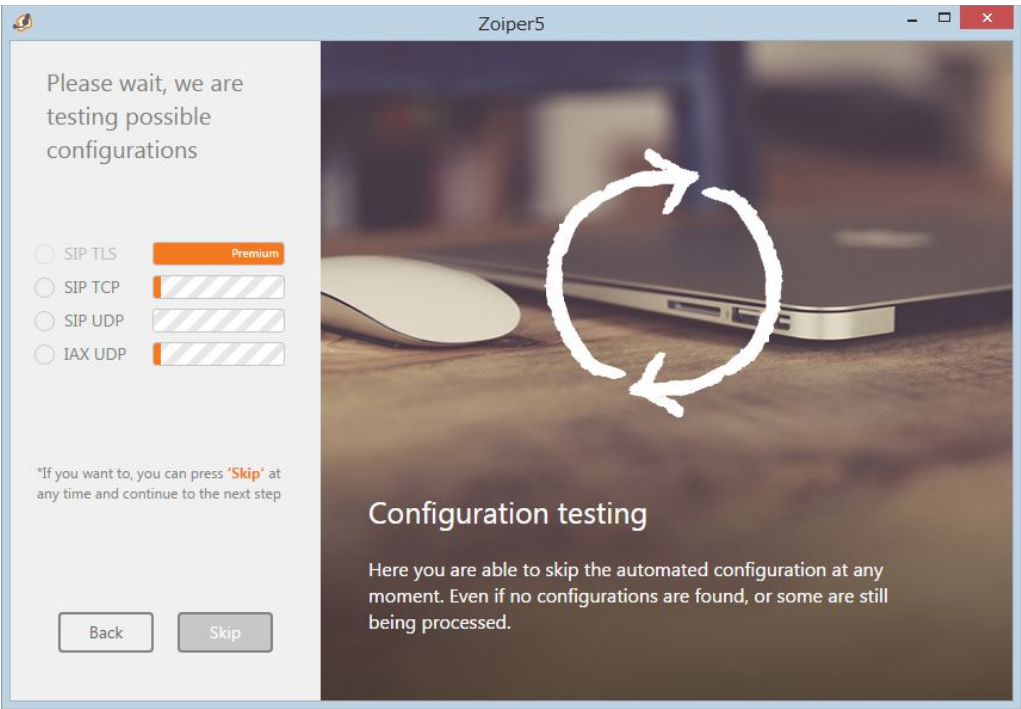 Zoiper5
Please wait, we are
testing possible
configurations
SIP TLS Premium
SIP TCP
SIP UDP
IAX UDP
*If you want to, you can press ‘Skip‘ at
any time and continue to the next step
Back Skip
Configuration testing
Here you are able to skip the automated configuration at any
moment. Even if no configurations are found, or some are still
being processed.